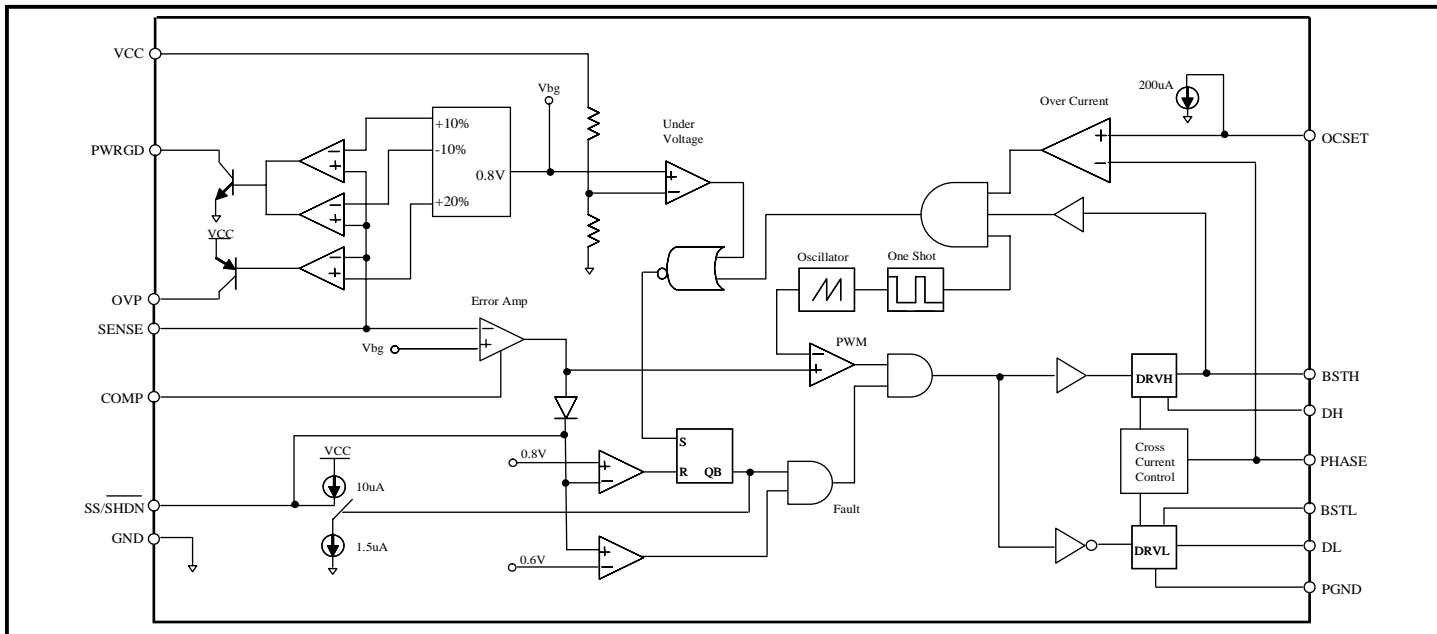 VCC
PWRGD
OVP
SENSE
COMP
SS/SHDN
GND
+10%
-10%
0.8V
+20%
Vbg
Under
Voltage
VCC
Error Amp
Vbg
VCC
10uA
1.5uA
0.8V
0.6V
S
R QB
Fault
Oscillator
One Shot
PWM
Over Current
200uA
DRVH
Cross
Current
Control
DRVL
OCSET
BSTH
DH
PHASE
BSTL
DL
PGND
− + − + − + + − − + + − + − − + + −